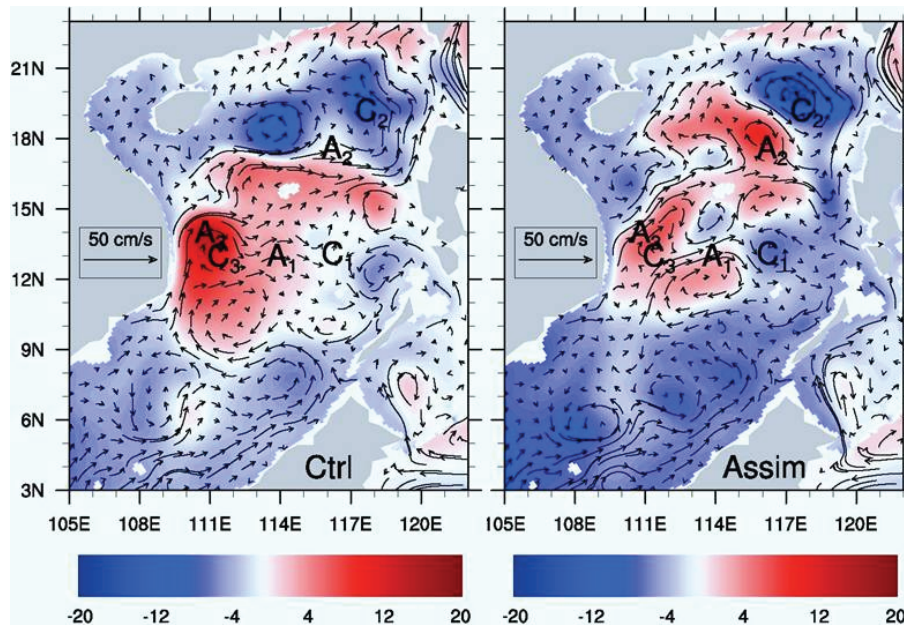 21N
18N
15N
12N
9N
6N
3N
50 cm/s
C2
A2
A3
C3
A1
C1
Ctrl
105E 108E 111E 114E 117E 120E
-20 -12 -4 4 12 20
50 cm/s
C2
A2
A3
C3
A1
C1
Assim
105E 108E 111E 114E 117E 120E
-20 -12 -4 4 12 20